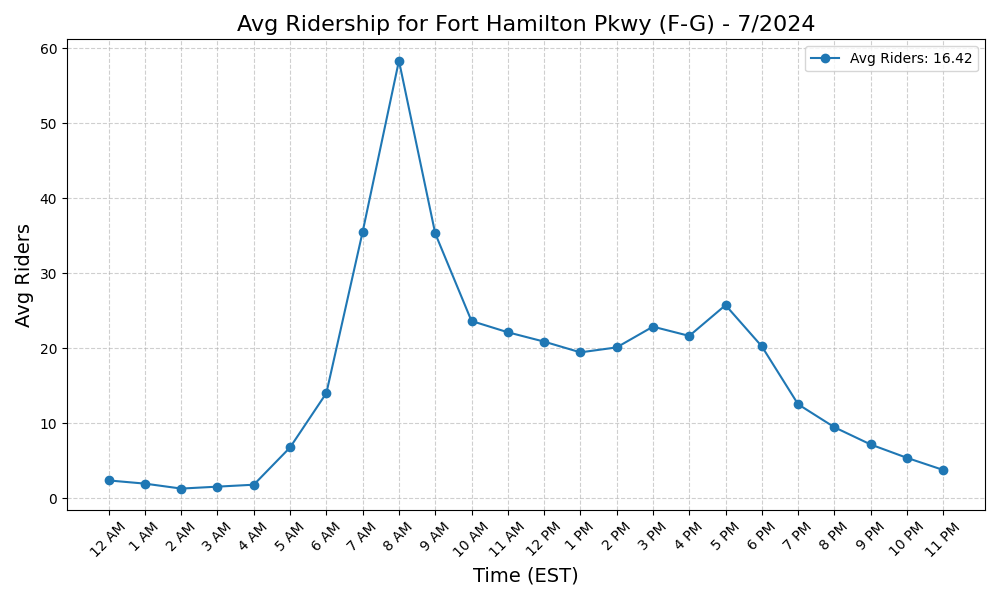 Avg Ridership for Fort Hamilton Pkwy (F-G) - 7/2024
Avg Riders: 16.42
Avg Riders
60
50
40
30
20
10
0
12 AM
1 AM
2 AM
3 AM
4 AM
5 AM
6 AM
7 AM
8 AM
9 AM
10 AM
11 AM
12 PM
1 PM
2 PM
3 PM
4 PM
5 PM
6 PM
7 PM
8 PM
9 PM
10 PM
11 PM
Time (EST)